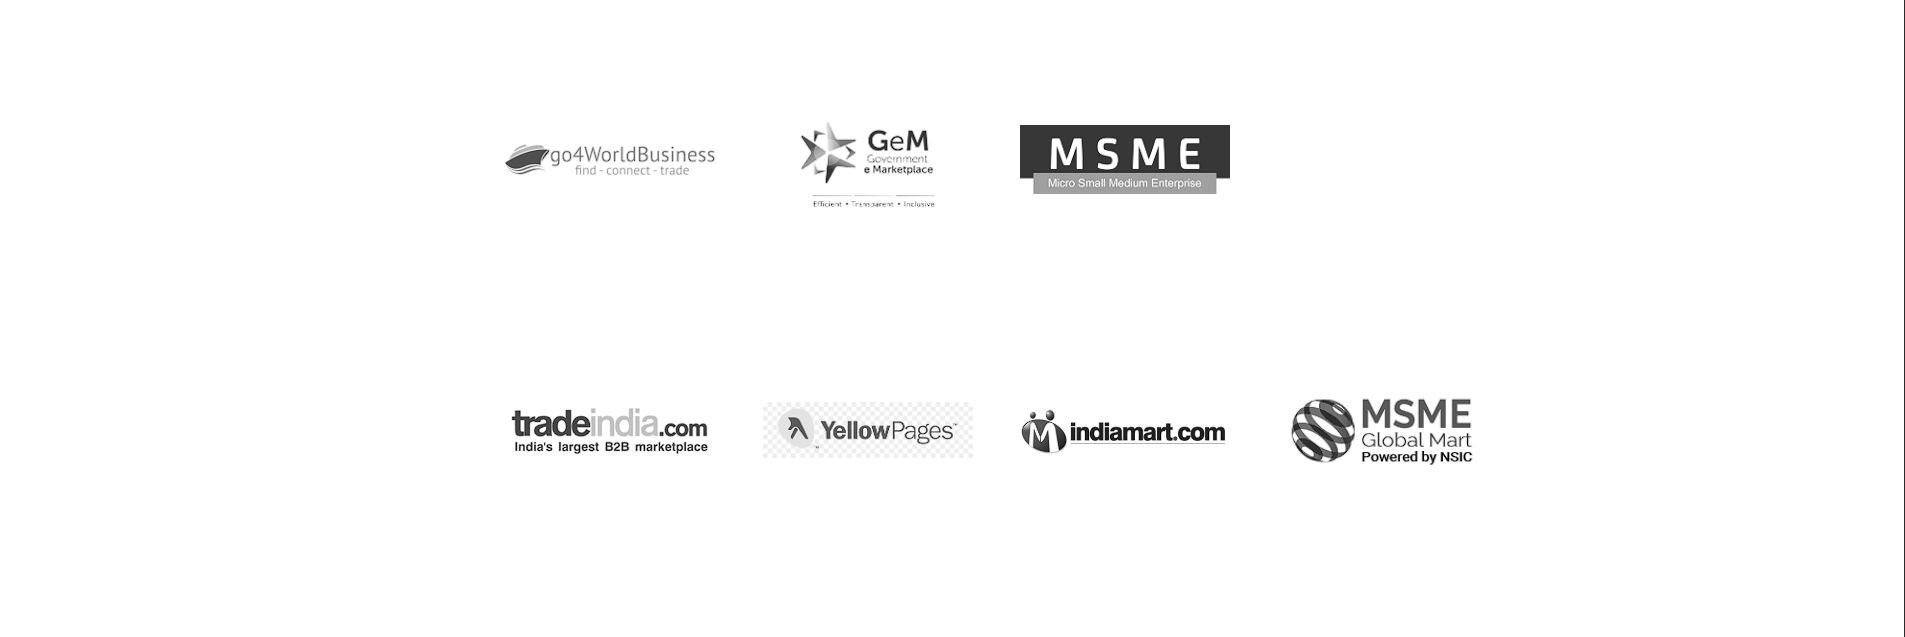 go4WorldBusiness
find - connect - trade
GeM
Government
e Marketplace
Efficient • Transparent • Inclusive
MSME
Micro Small Medium Enterprise
tradeindia.com
India's largest B2B marketplace
YellowPages™
indiamart.com
MSME
Global Mart
Powered by NSIC